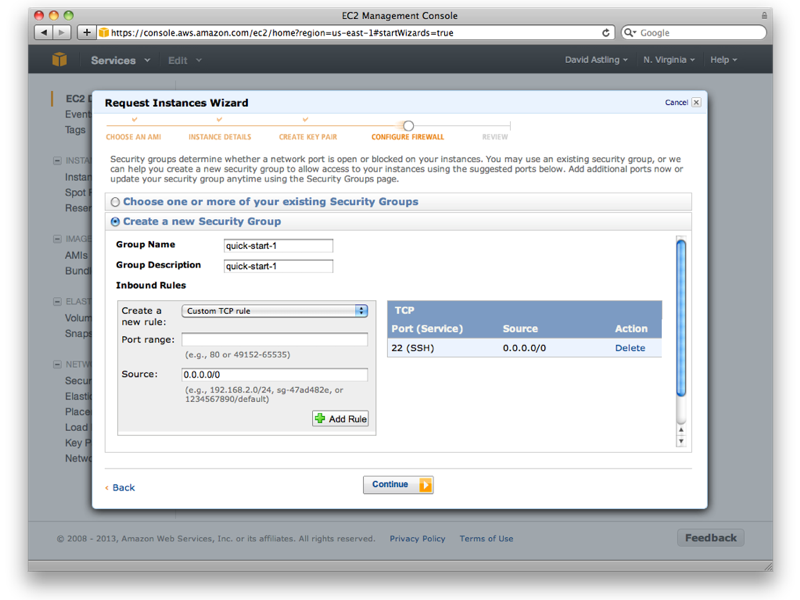 EC2 Management Console
https://console.aws.amazon.com/ec2/home?region=us-east-1#startWizards=true
Google
Services
Edit
David Astling
N. Virginia
Help
EC2 D
Event
Tags
INSTA
Instan
Spot R
Reser
IMAGE
AMIs
Bundl
ELAST
Volum
Snaps
NETW
Secur
Elastic
Place
Load
Key P
Netwo
Request Instances Wizard
Cancel
CHOOSE AN AMI
INSTANCE DETAILS
CREATE KEY PAIR
CONFIGURE FIREWALL
REVIEW
Security groups determine whether a network port is open or blocked on your instances. You may use an existing security group, or we
can help you create a new security group to allow access to your instances using the suggested ports below. Add additional ports now or
update your security group anytime using the Security Groups page.
Choose one or more of your existing Security Groups
Create a new Security Group
Group Name
quick-start-1
Group Description
quick-start-1
Inbound Rules
Create a
new rule:
Custom TCP rule
Port range:
(e.g., 80 or 49152-65535)
Source:
0.0.0.0/0
(e.g., 192.168.2.0/24, sg-47ad482e, or
1234567890/default)
Add Rule
TCP
Port (Service)
Source
Action
22 (SSH)
0.0.0.0/0
Delete
< Back
Continue
© 2008 - 2013, Amazon Web Services, Inc. or its affiliates. All rights reserved.
Privacy Policy
Terms of Use
Feedback